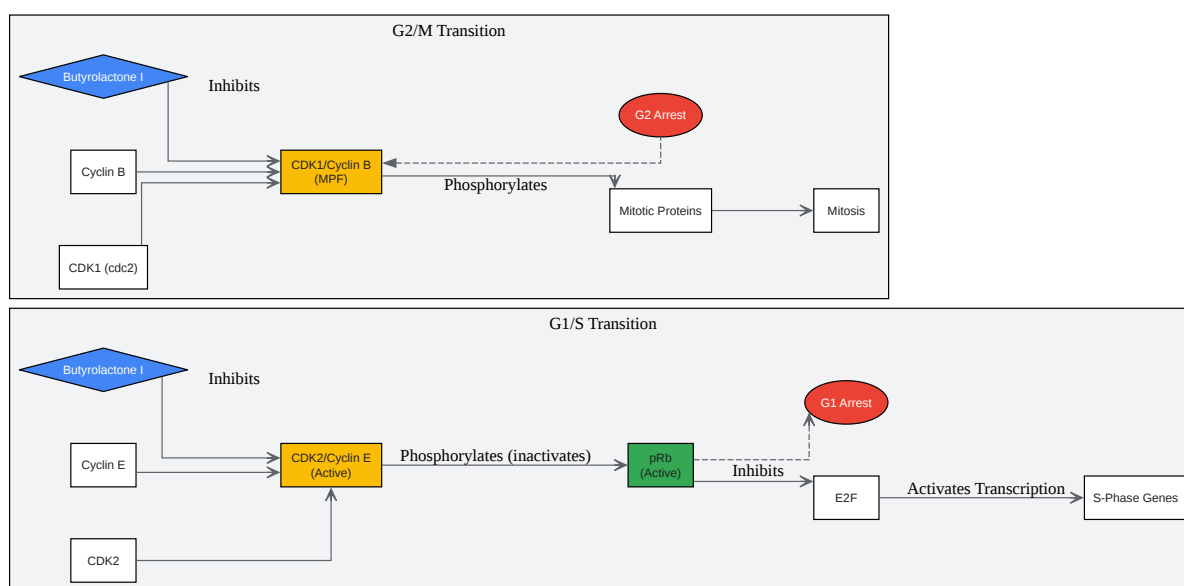 G2/M Transition
Butyrolactone I
Inhibits
G2 Arrest
Cyclin B
CDK1/Cyclin B
(MPF)
Phosphorylates
Mitotic Proteins
Mitosis
CDK1 (cdc2)
G1/S Transition
Butyrolactone I
Inhibits
G1 Arrest
Cyclin E
CDK2/Cyclin E
(Active)
Phosphorylates (inactivates)
pRb
(Active)
Inhibits
E2F
Activates Transcription
S-Phase Genes
CDK2